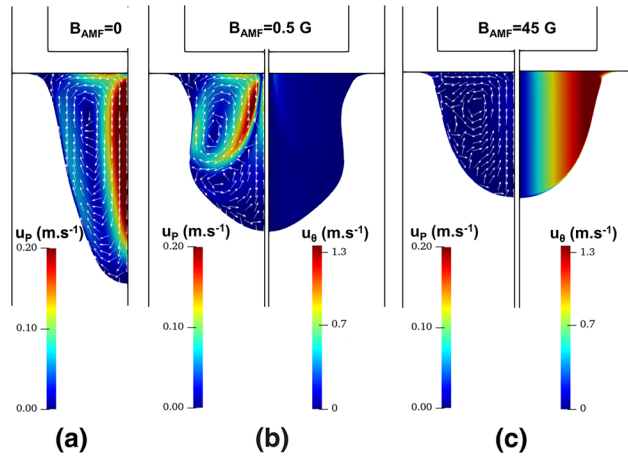 B_AMF=0 B_AMF=0.5 G B_AMF=45 G
u_P (m.s⁻¹) u_P (m.s⁻¹) u_θ (m.s⁻¹) u_P (m.s⁻¹) u_θ (m.s⁻¹)
0.20 0.20 1.3 0.20 1.3
0.10 0.10 0.7 0.10 0.7
0.00 0.00 0 0.00 0
(a) (b) (c)